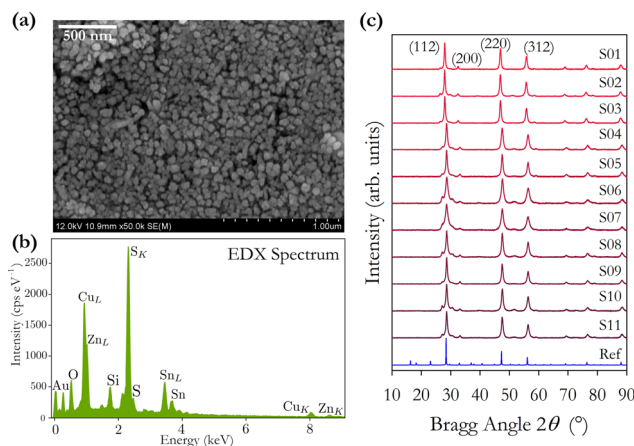 (a)
500 nm
12.0kV 10.9mm x50.0k SE(M)
1.00um
(b)
EDX Spectrum
Intensity (cps eV⁻¹)
2500
2000
1500
1000
500
0
Au
O
Cu_L
Zn_L
Si
S_K
S
Sn_L
Sn
Cu_K
Zn_K
0 2 4 6 8
Energy (keV)
(c)
Intensity (arb. units)
(112)
(200)
(220)
(312)
S01
S02
S03
S04
S05
S06
S07
S08
S09
S10
S11
Ref
10 20 30 40 50 60 70 80 90
Bragg Angle 2θ (°)